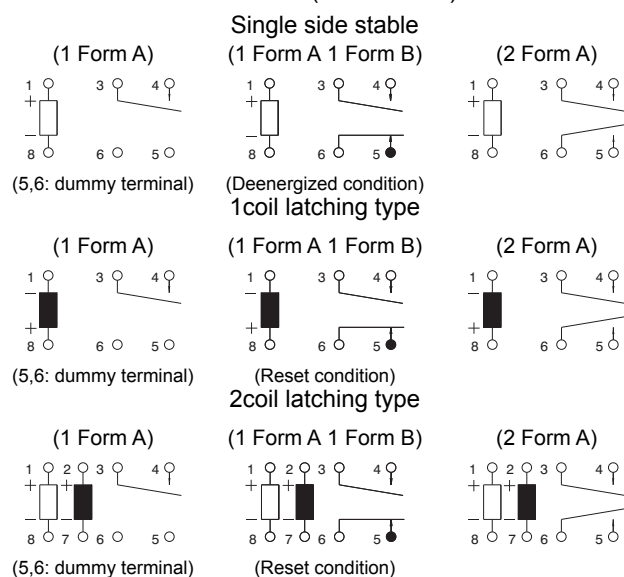 Single side stable
(1 Form A) (1 Form A 1 Form B) (2 Form A)
1 3 4 1 3 4 1 3 4
+ + +
– – –
8 6 5 8 6 5 8 6 5
(5,6: dummy terminal) (Deenergized condition)
1coil latching type
(1 Form A) (1 Form A 1 Form B) (2 Form A)
1 3 4 1 3 4 1 3 4
– – –
+ + +
8 6 5 8 6 5 8 6 5
(5,6: dummy terminal) (Reset condition)
2coil latching type
(1 Form A) (1 Form A 1 Form B) (2 Form A)
1 2 3 4 1 2 3 4 1 2 3 4
+ + + + + +
– – – – – –
8 7 6 5 8 7 6 5 8 7 6 5
(5,6: dummy terminal) (Reset condition)